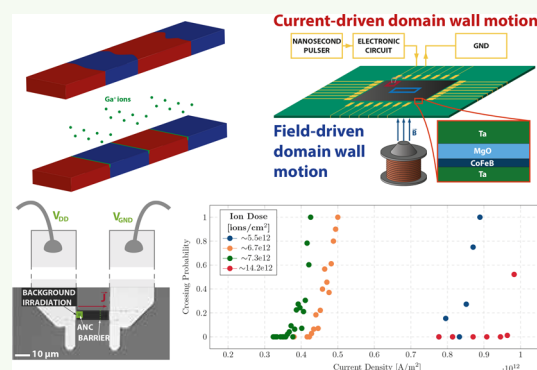 Current-driven domain wall motion
NANOSECOND
PULSER
ELECTRONIC
CIRCUIT
GND
Ga⁺ ions
Field-driven
domain wall
motion
B
Ta
MgO
CoFeB
Ta
V_DD
V_GND
BACKGROUND
IRRADIATION
J
ANC
BARRIER
10 µm
Crossing Probability
1
0.8
0.6
0.4
0.2
0
Ion Dose
[ions/cm²]
~5.5e12
~6.7e12
~7.3e12
~14.2e12
0.2 0.3 0.4 0.5 0.6 0.7 0.8 0.9 1
Current Density [A/m²]
·10¹²